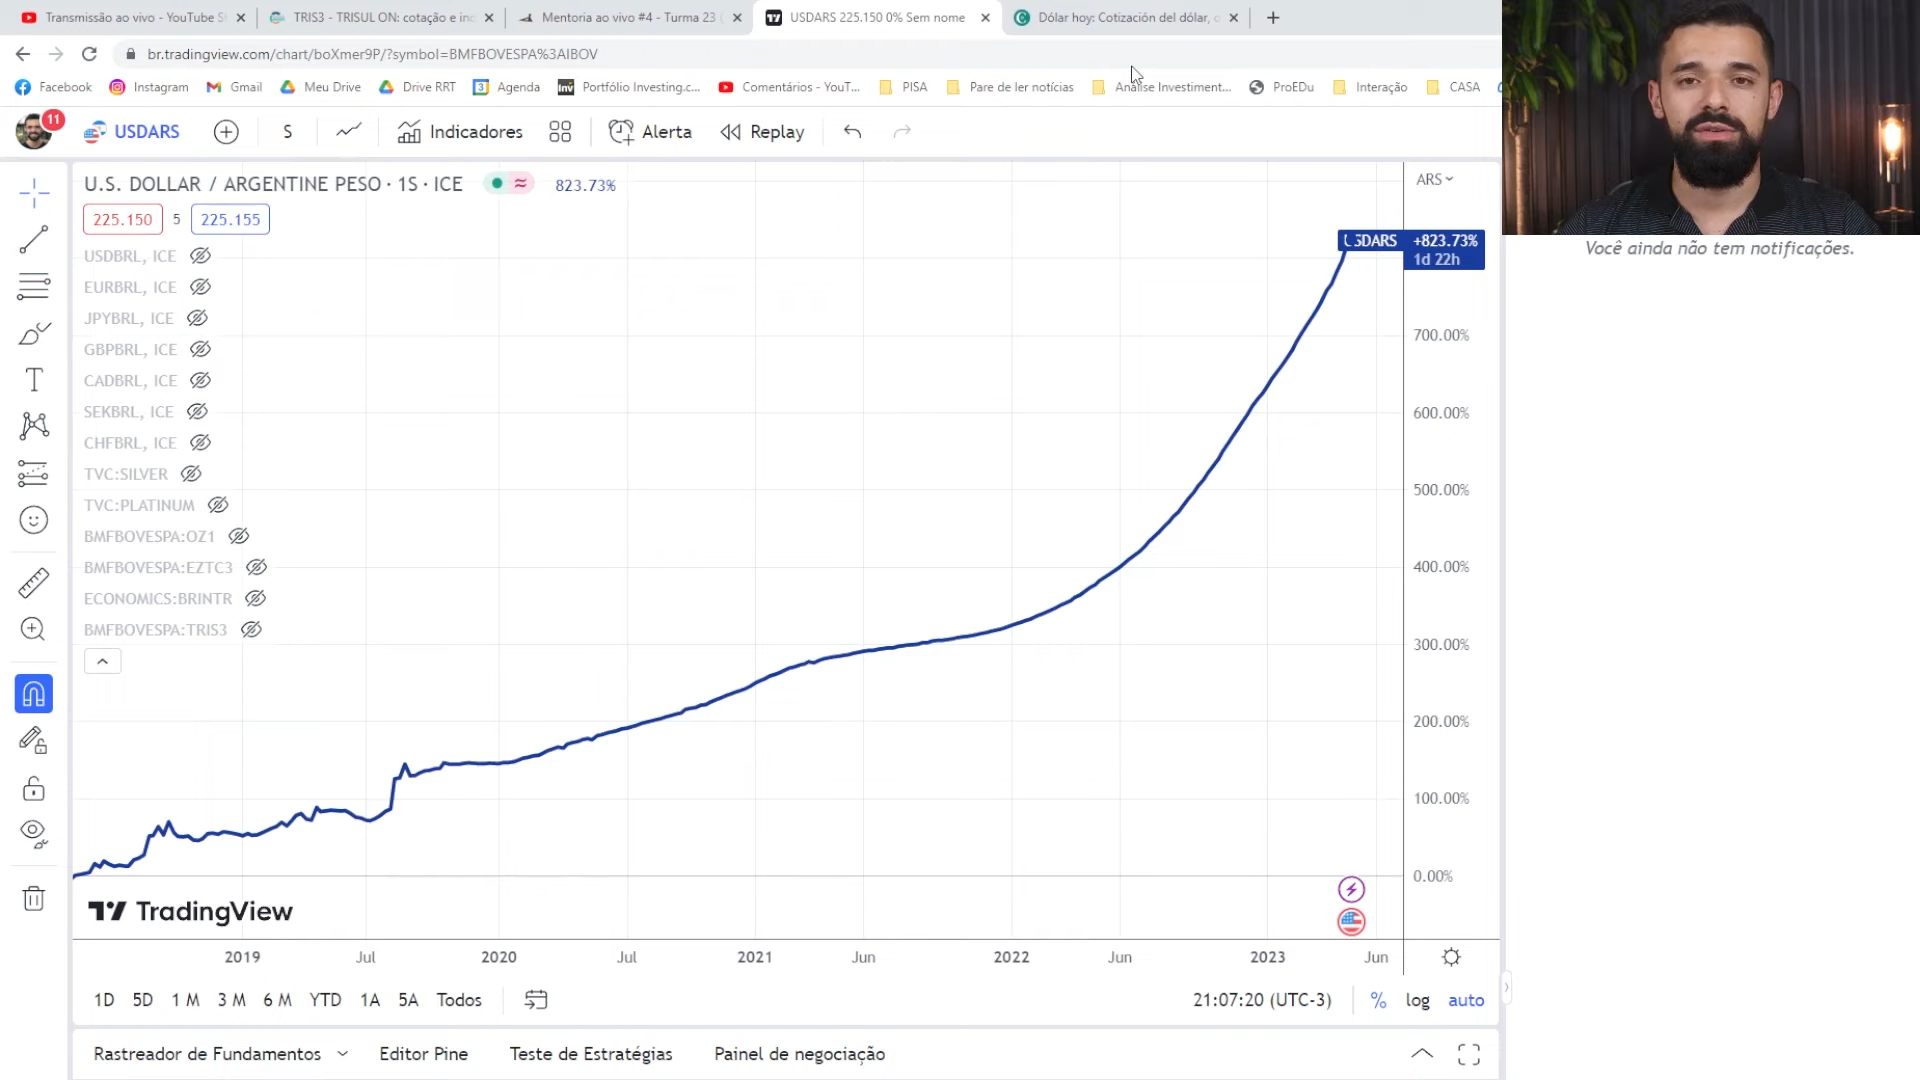 Transmissão ao vivo - YouTube S
TRIS3 - TRISUL ON: cotação e in
Mentoria ao vivo #4 - Turma 23 (
USDARS 225.150 0% Sem nome
Dólar hoy: Cotización del dólar,
br.tradingview.com/chart/boXmer9P/?symbol=BMFBOVESPA%3AIBOV
Facebook
Instagram
Gmail
Meu Drive
Drive RRT
3
Agenda
Inv
Portfólio Investing.c...
Comentários - YouT...
PISA
Pare de ler notícias
Análise Investiment...
ProEdu
Interação
CASA
11
USDARS
S
Indicadores
Alerta
Replay
U.S. DOLLAR / ARGENTINE PESO · 1S · ICE
823.73%
ARS
225.150
5
225.155
USDBRL, ICE
EURBRL, ICE
JPYBRL, ICE
GBPBRL, ICE
CADBRL, ICE
SEKBRL, ICE
CHFBRL, ICE
TVC:SILVER
TVC:PLATINUM
BMFBOVESPA:OZ1
BMFBOVESPA:EZTC3
ECONOMICS:BRINTR
BMFBOVESPA:TRIS3
USDARS +823.73%
1d 22h
700.00%
600.00%
500.00%
400.00%
300.00%
200.00%
100.00%
0.00%
TradingView
2019
Jul
2020
Jul
2021
Jun
2022
Jun
2023
Jun
1D
5D
1 M
3 M
6 M
YTD
1A
5A
Todos
21:07:20 (UTC-3)
%
log
auto
Rastreador de Fundamentos
Editor Pine
Teste de Estratégias
Painel de negociação
Você ainda não tem notificações.